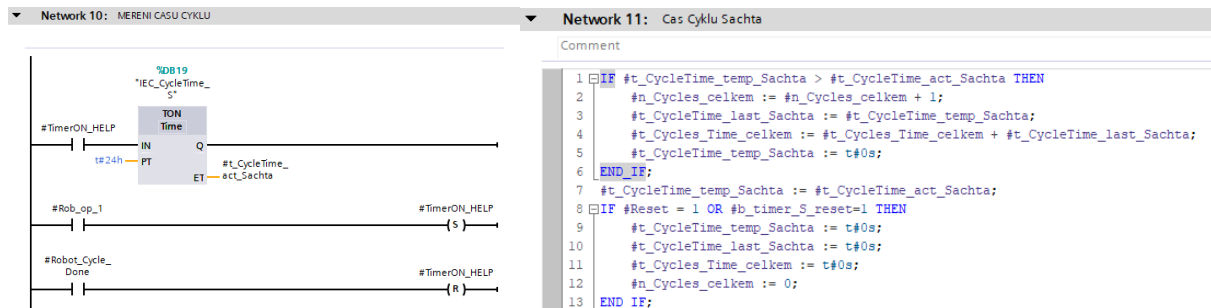 Network 10: MERENI CASU CYKLU
%DB19
"IEC_CycleTime_
S"
TON
Time
#TimerON_HELP
IN
Q
t#24h
PT
#t_CycleTime_
act_Sachta
ET
#Rob_op_1
#TimerON_HELP
( S )
#Robot_Cycle_
Done
#TimerON_HELP
( R )
Network 11: Cas Cyklu Sachta
Comment
1 IF #t_CycleTime_temp_Sachta > #t_CycleTime_act_Sachta THEN
2 #n_Cycles_celkem := #n_Cycles_celkem + 1;
3 #t_CycleTime_last_Sachta := #t_CycleTime_temp_Sachta;
4 #t_Cycles_Time_celkem := #t_Cycles_Time_celkem + #t_CycleTime_last_Sachta;
5 #t_CycleTime_temp_Sachta := t#0s;
6 END_IF;
7 #t_CycleTime_temp_Sachta := #t_CycleTime_act_Sachta;
8 IF #Reset = 1 OR #b_timer_S_reset=1 THEN
9 #t_CycleTime_temp_Sachta := t#0s;
10 #t_CycleTime_last_Sachta := t#0s;
11 #t_Cycles_Time_celkem := t#0s;
12 #n_Cycles_celkem := 0;
13 END_IF;